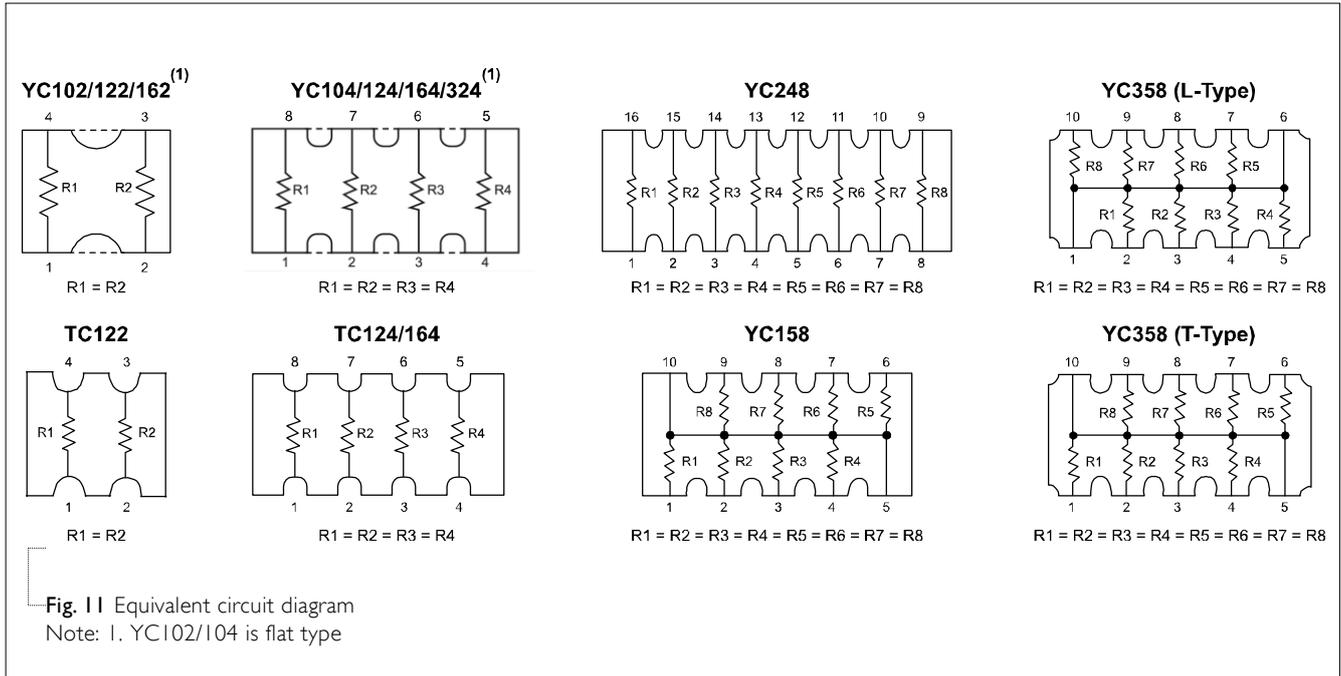 YC102/122/162(1)
4 3
R1 R2
1 2
R1 = R2
YC104/124/164/324(1)
8 7 6 5
R1 R2 R3 R4
1 2 3 4
R1 = R2 = R3 = R4
YC248
16 15 14 13 12 11 10 9
R1 R2 R3 R4 R5 R6 R7 R8
1 2 3 4 5 6 7 8
R1 = R2 = R3 = R4 = R5 = R6 = R7 = R8
YC358 (L-Type)
10 9 8 7 6
R8 R7 R6 R5
R1 R2 R3 R4
1 2 3 4 5
R1 = R2 = R3 = R4 = R5 = R6 = R7 = R8
TC122
4 3
R1 R2
1 2
R1 = R2
TC124/164
8 7 6 5
R1 R2 R3 R4
1 2 3 4
R1 = R2 = R3 = R4
YC158
10 9 8 7 6
R8 R7 R6 R5
R1 R2 R3 R4
1 2 3 4 5
R1 = R2 = R3 = R4 = R5 = R6 = R7 = R8
YC358 (T-Type)
10 9 8 7 6
R8 R7 R6 R5
R1 R2 R3 R4
1 2 3 4 5
R1 = R2 = R3 = R4 = R5 = R6 = R7 = R8
Fig. 11 Equivalent circuit diagram
Note: 1. YC102/104 is flat type